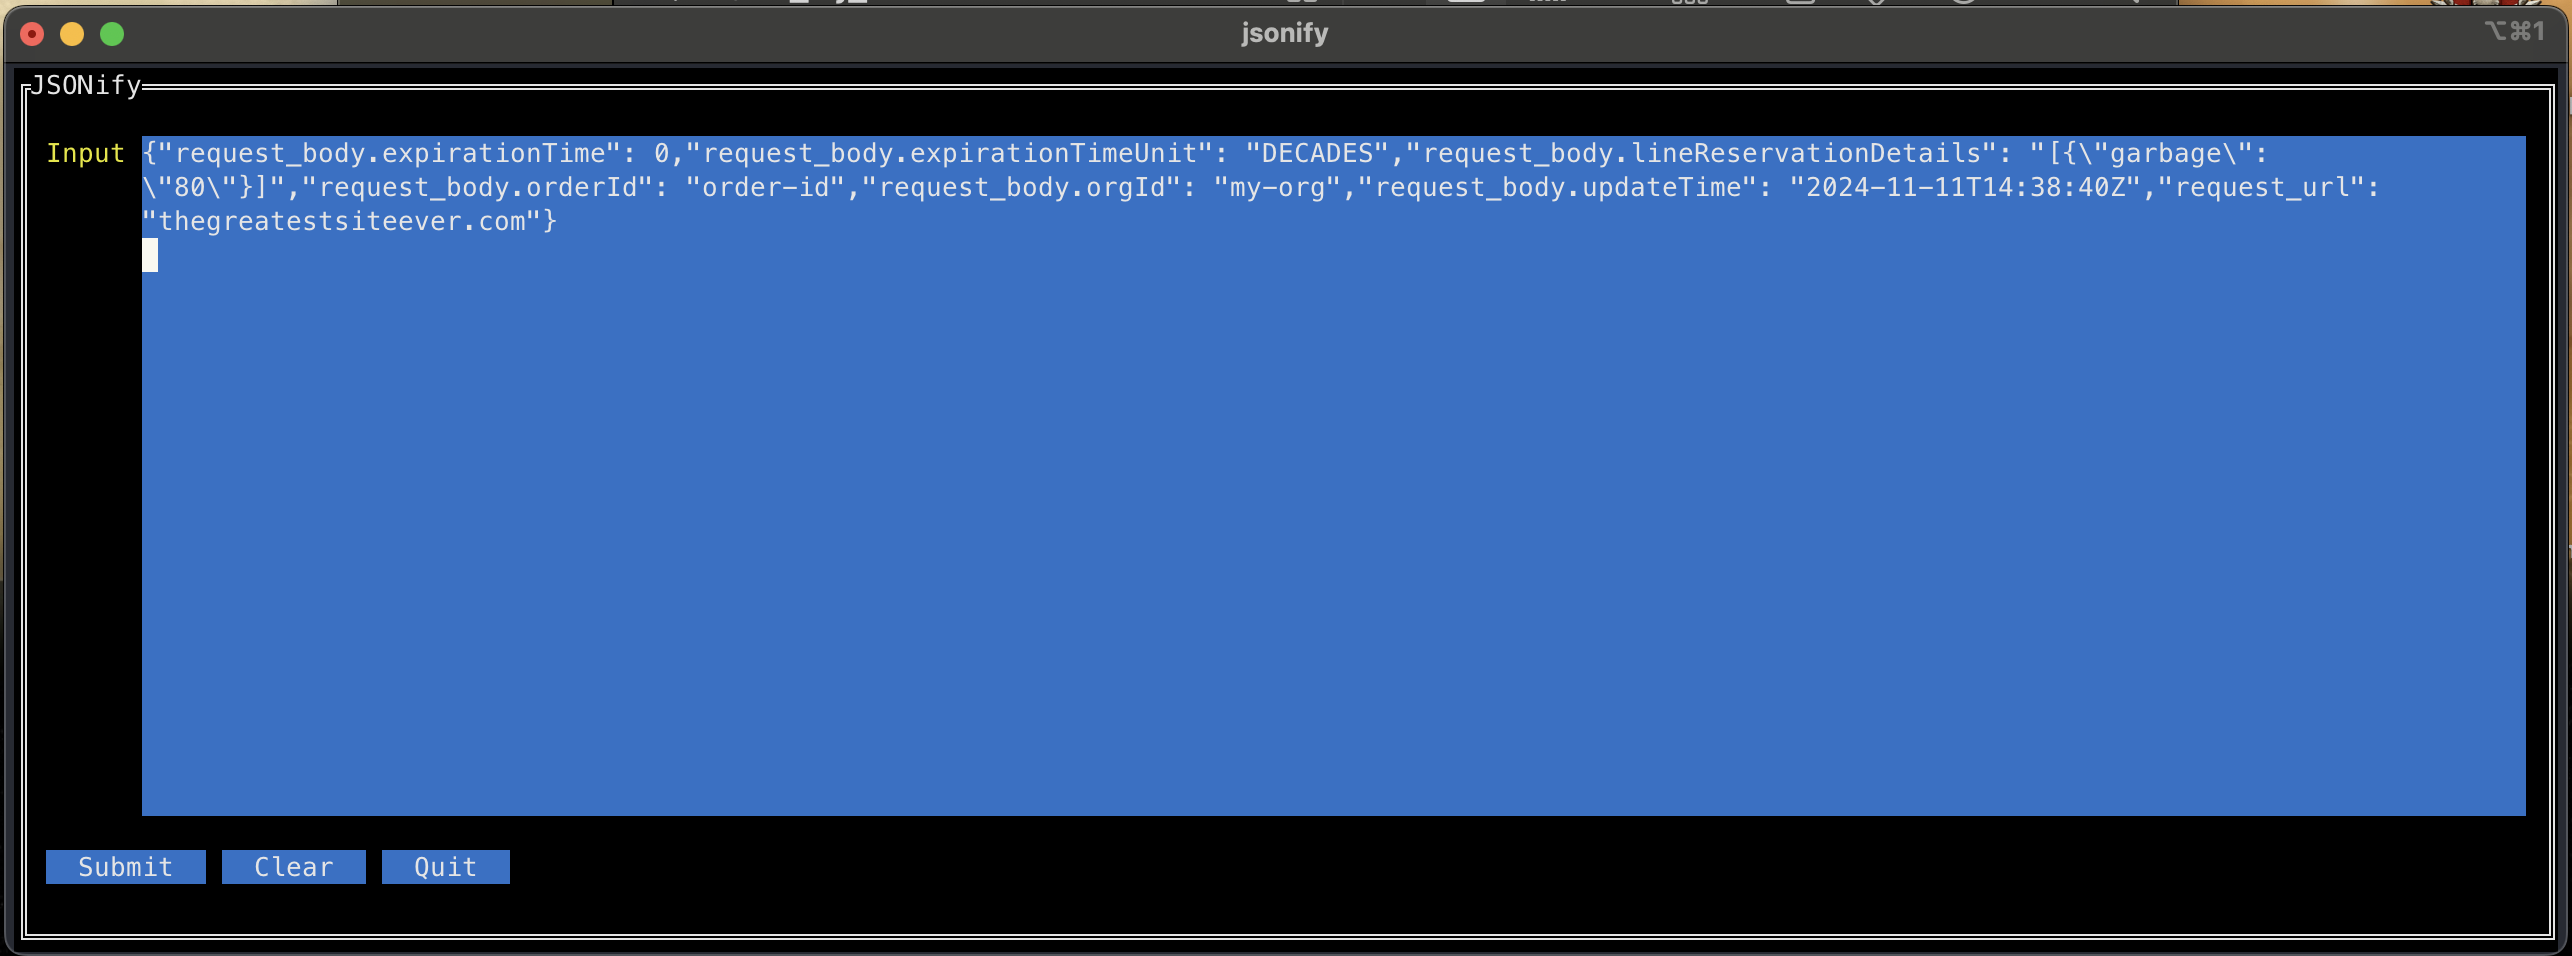 jsonify
⌥⌘1
JSONify
Input {"request_body.expirationTime": 0,"request_body.expirationTimeUnit": "DECADES","request_body.lineReservationDetails": "[{\"garbage\":
\"80\"}]","request_body.orderId": "order-id","request_body.orgId": "my-org","request_body.updateTime": "2024-11-11T14:38:40Z","request_url":
"thegreatestsiteever.com"}
Submit Clear Quit